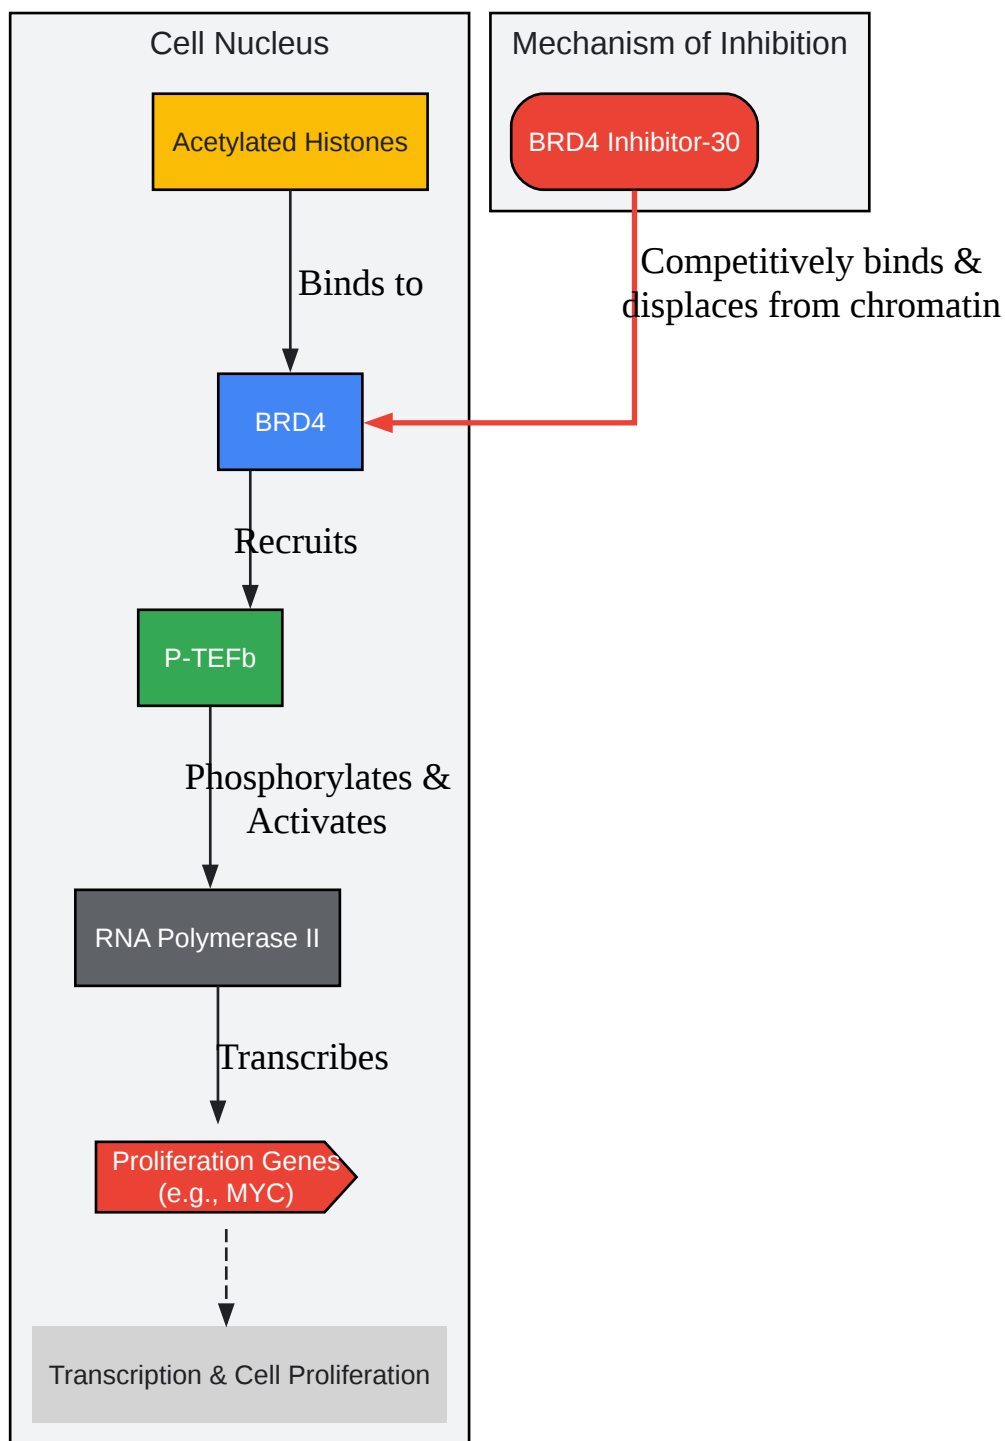 Cell Nucleus
Mechanism of Inhibition
Acetylated Histones
BRD4 Inhibitor-30
Binds to
Competitively binds &
displaces from chromatin
BRD4
Recruits
P-TEFb
Phosphorylates &
Activates
RNA Polymerase II
Transcribes
Proliferation Genes
(e.g., MYC)
Transcription & Cell Proliferation